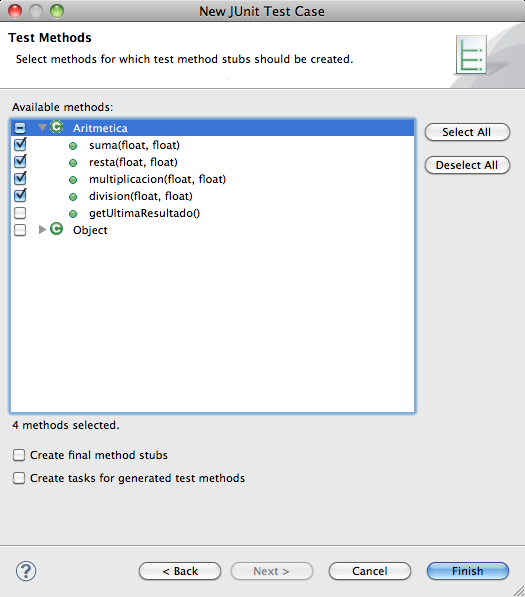 New JUnit Test Case
Test Methods
Select methods for which test method stubs should be created.
Available methods:
Aritmetica
suma(float, float)
resta(float, float)
multiplicacion(float, float)
division(float, float)
getUltimaResultado()
Object
Select All
Deselect All
4 methods selected.
Create final method stubs
Create tasks for generated test methods
?
< Back
Next >
Cancel
Finish